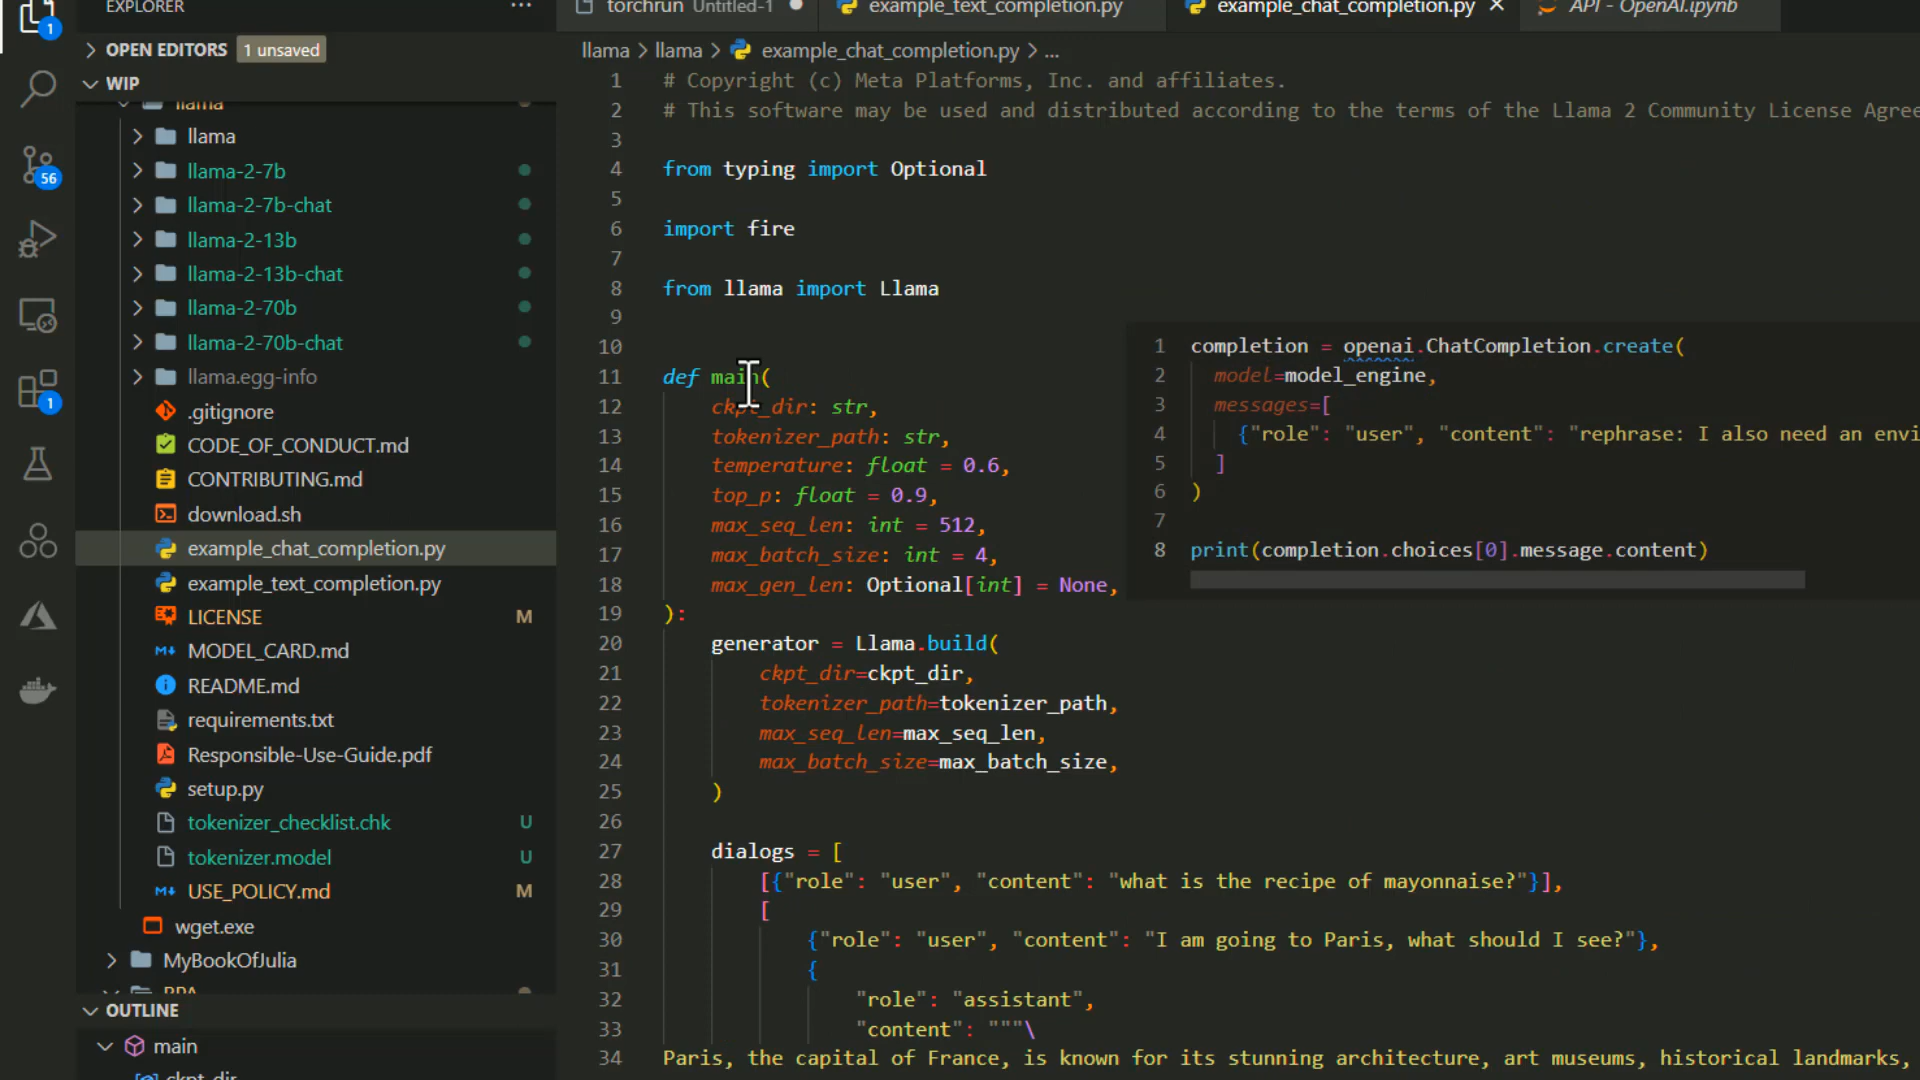 EXPLORER
...
1
OPEN EDITORS 1 unsaved
WIP
llama
llama
llama-2-7b
56
llama-2-7b-chat
llama-2-13b
llama-2-13b-chat
llama-2-70b
llama-2-70b-chat
llama.egg-info
1
.gitignore
CODE_OF_CONDUCT.md
CONTRIBUTING.md
download.sh
example_chat_completion.py
example_text_completion.py
LICENSE M
MODEL_CARD.md
README.md
requirements.txt
Responsible-Use-Guide.pdf
setup.py
tokenizer_checklist.chk U
tokenizer.model U
USE_POLICY.md M
wget.exe
MyBookOfJulia
RPA
OUTLINE
main
ckpt_dir
torchrun Untitled-1
example_text_completion.py
example_chat_completion.py
API - OpenAI.ipynb
llama > llama > example_chat_completion.py > ...
1 # Copyright (c) Meta Platforms, Inc. and affiliates.
2 # This software may be used and distributed according to the terms of the Llama 2 Community License Agree
3
4 from typing import Optional
5
6 import fire
7
8 from llama import Llama
9
10
11 def main(
12 ckpt_dir: str,
13 tokenizer_path: str,
14 temperature: float = 0.6,
15 top_p: float = 0.9,
16 max_seq_len: int = 512,
17 max_batch_size: int = 4,
18 max_gen_len: Optional[int] = None,
19 ):
20 generator = Llama.build(
21 ckpt_dir=ckpt_dir,
22 tokenizer_path=tokenizer_path,
23 max_seq_len=max_seq_len,
24 max_batch_size=max_batch_size,
25 )
26
27 dialogs = [
28 [{"role": "user", "content": "what is the recipe of mayonnaise?"}],
29 [
30 {"role": "user", "content": "I am going to Paris, what should I see?"},
31 {
32 "role": "assistant",
33 "content": """\
34 Paris, the capital of France, is known for its stunning architecture, art museums, historical landmarks,
1 completion = openai.ChatCompletion.create(
2 model=model_engine,
3 messages=[
4 {"role": "user", "content": "rephrase: I also need an envi
5 ]
6 )
7
8 print(completion.choices[0].message.content)